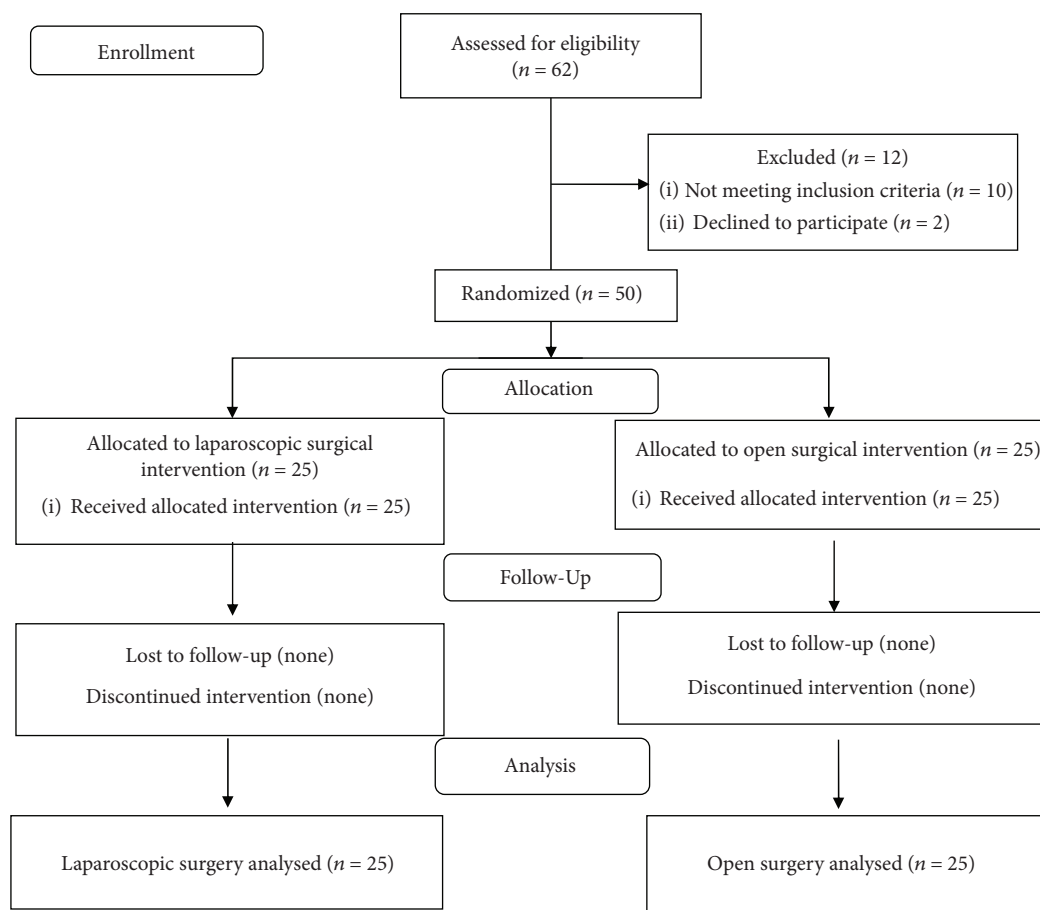 Enrollment
Assessed for eligibility
(n = 62)
Excluded (n = 12)
(i) Not meeting inclusion criteria (n = 10)
(ii) Declined to participate (n = 2)
Randomized (n = 50)
Allocation
Allocated to laparoscopic surgical
intervention (n = 25)
(i) Received allocated intervention (n = 25)
Allocated to open surgical intervention (n = 25)
(i) Received allocated intervention (n = 25)
Follow-Up
Lost to follow-up (none)
Discontinued intervention (none)
Lost to follow-up (none)
Discontinued intervention (none)
Analysis
Laparoscopic surgery analysed (n = 25)
Open surgery analysed (n = 25)